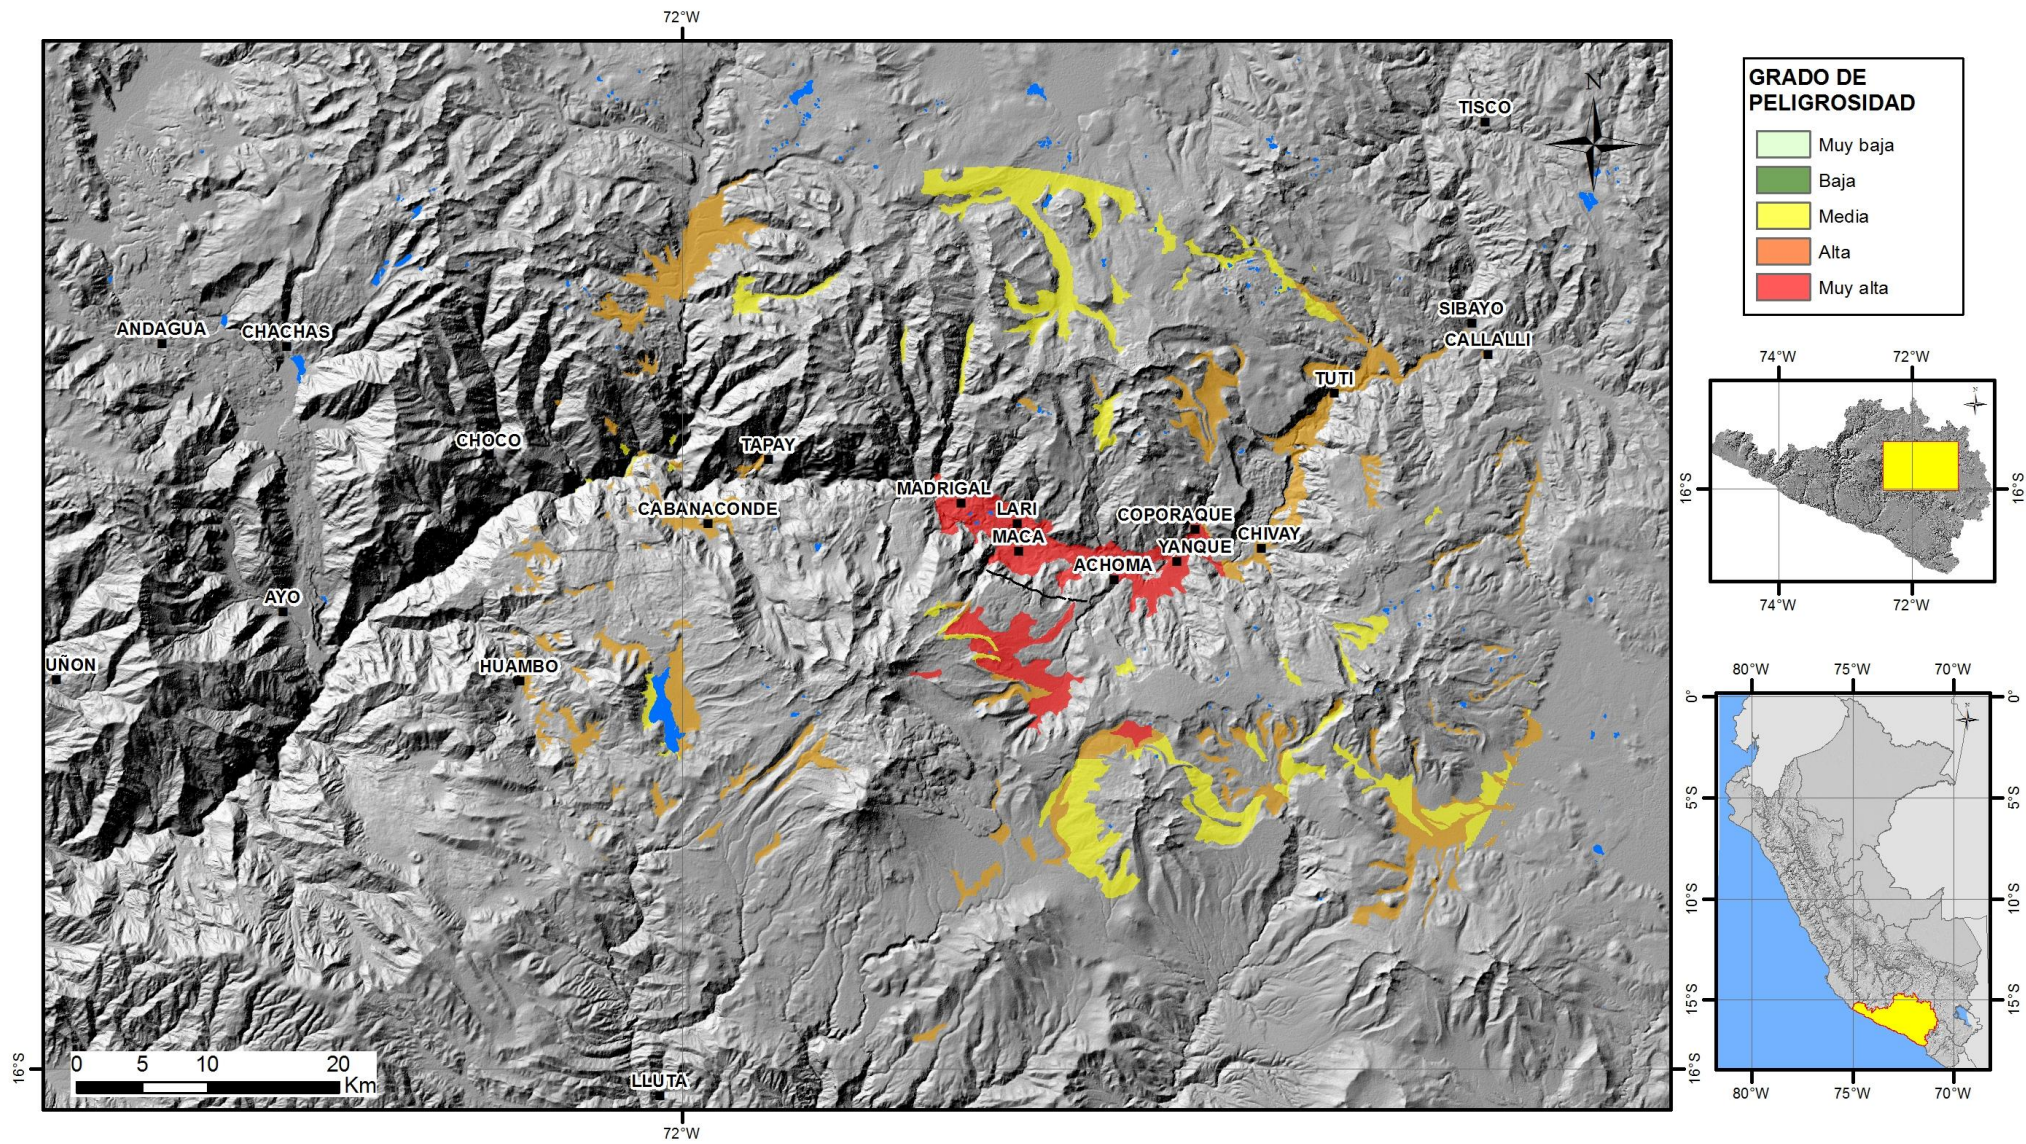 72°W
GRADO DE
PELIGROSIDAD
Muy baja
Baja
Media
Alta
Muy alta
N
TISCO
SIBAYO
CALLALLI
ANDAGUA
CHACHAS
TUTI
CHOCO
TAPAY
MADRIGAL
CABANACONDE
LARI
COPORAQUE
MACA
YANQUE
CHIVAY
ACHOMA
AYO
UÑON
HUAMBO
LLUTA
0 5 10 20
Km
16°S
16°S
72°W
74°W 72°W
16°S
16°S
74°W 72°W
80°W 75°W 70°W
0°
0°
5°S
5°S
10°S
10°S
15°S
15°S
80°W 75°W 70°W